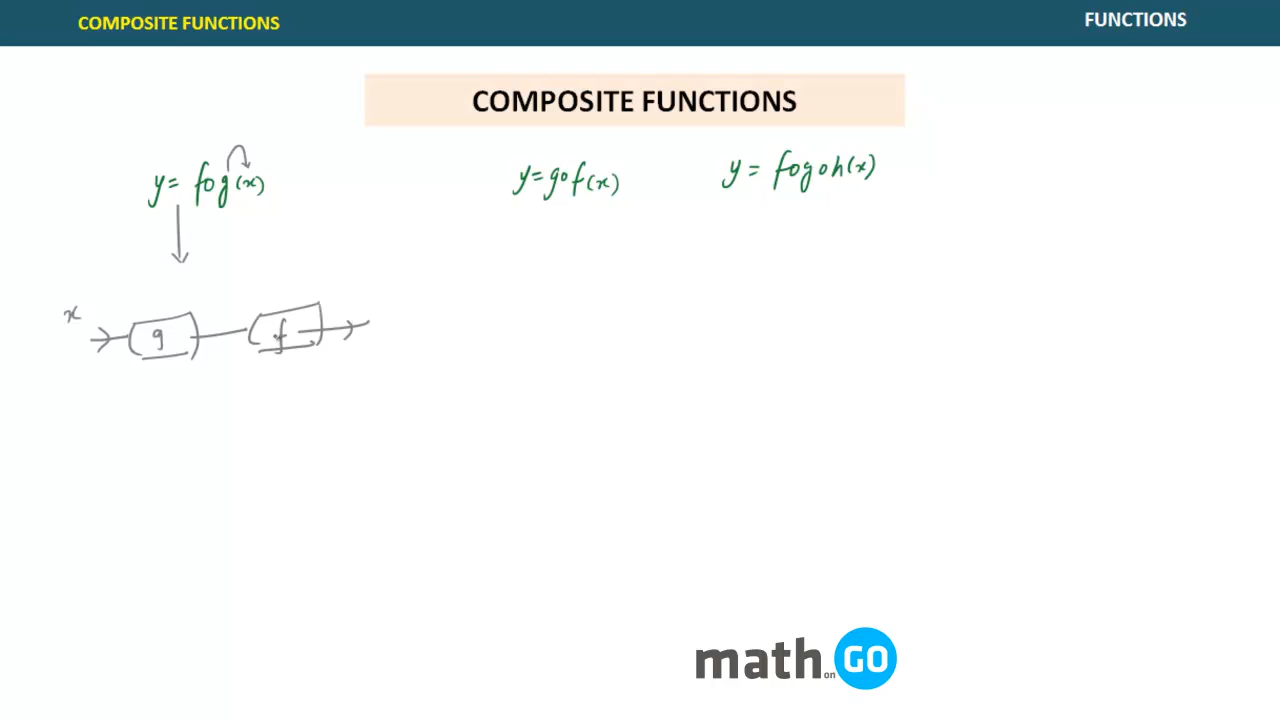 COMPOSITE FUNCTIONS
FUNCTIONS
COMPOSITE FUNCTIONS
y = fog(x)
y = gof(x)
y = fogoh(x)
x
g
f
math on GO